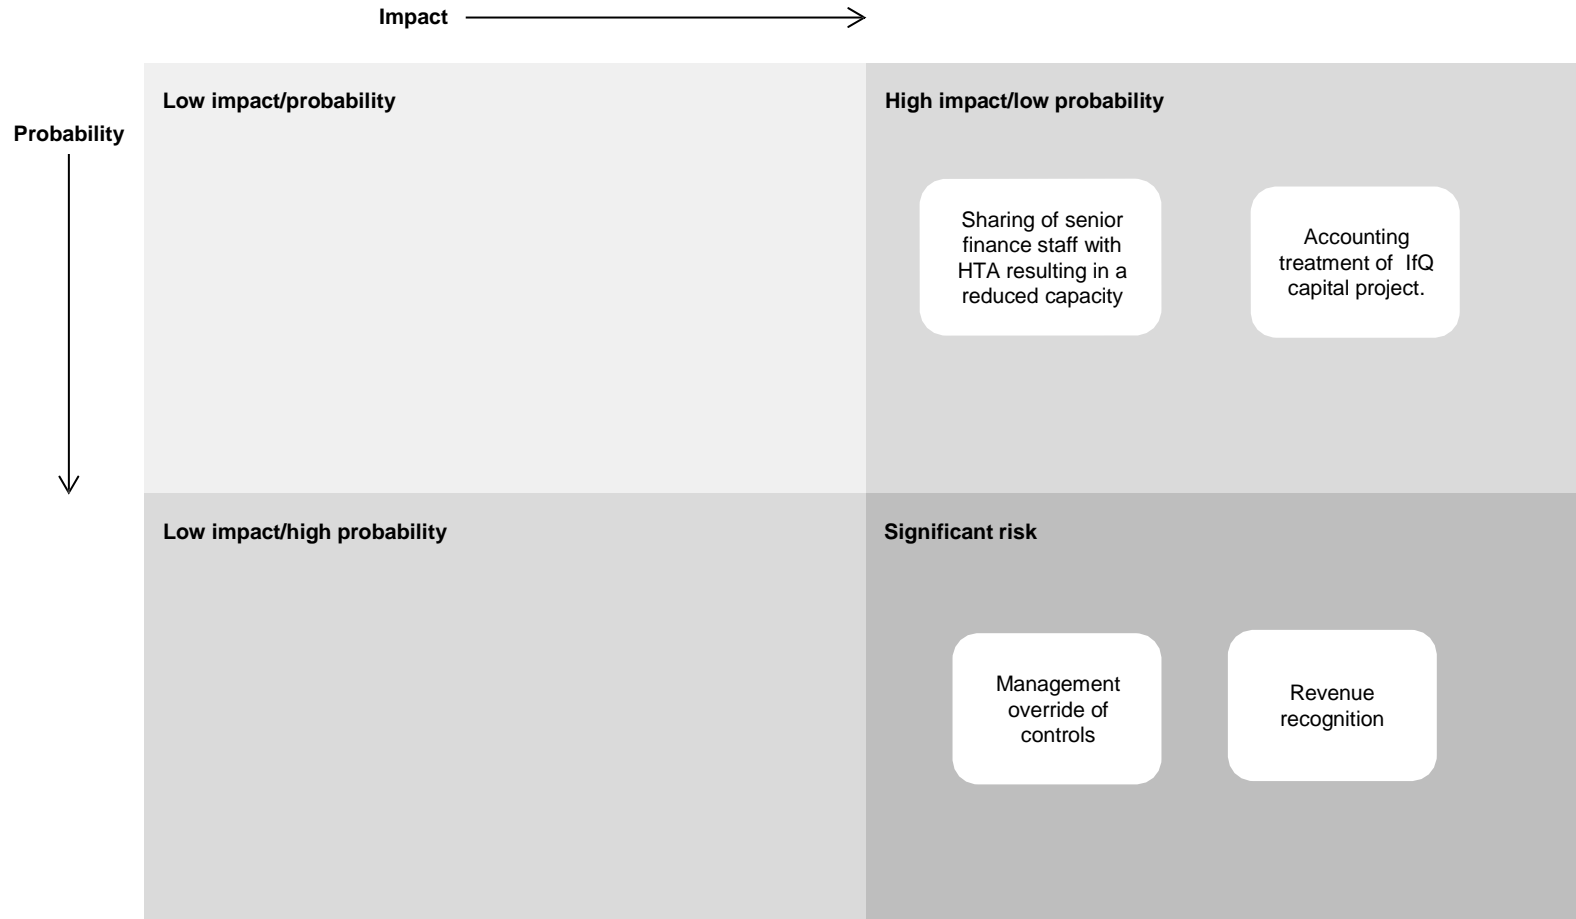 Impact
Low impact/probability
High impact/low probability
Probability
Sharing of senior
finance staff with
HTA resulting in a
reduced capacity
Accounting
treatment of  IfQ
capital project.
Low impact/high probability
Significant risk
Management
override of
controls
Revenue
recognition